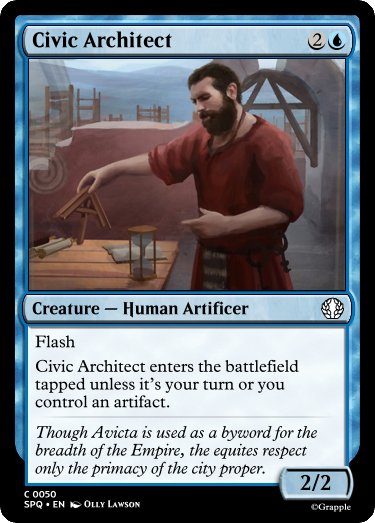 Civic Architect 2
Creature — Human Artificer
Flash
Civic Architect enters the battlefield
tapped unless it's your turn or you
control an artifact.
Though Avicta is used as a byword for the
breadth of the Empire, the equites respect
only the primacy of the city proper.
2/2
C 0050
SPQ • EN Olly Lawson
©Grapple